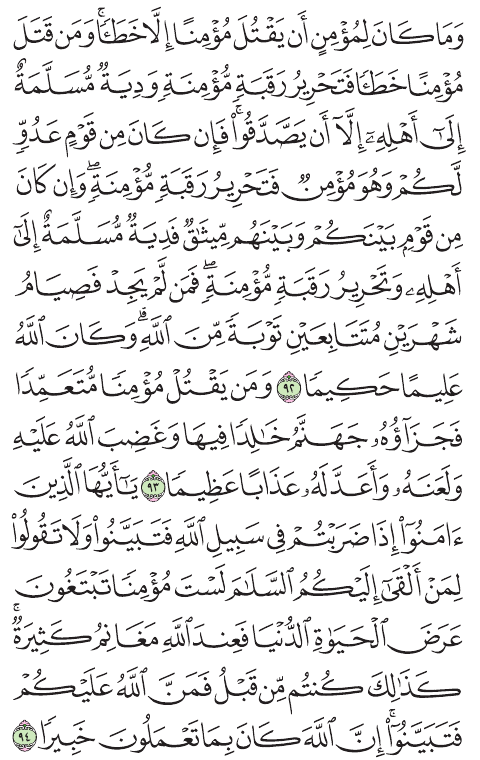 وَمَا كَانَ لِمُؤْمِنٍ أَن يَقْتُلَ مُؤْمِنًا إِلَّا خَطَـًٔا ۚ وَمَن قَتَلَ
مُؤْمِنًا خَطَـًٔا فَتَحْرِيرُ رَقَبَةٍ مُّؤْمِنَةٍ وَدِيَةٌ مُّسَلَّمَةٌ
إِلَىٰٓ أَهْلِهِۦٓ إِلَّآ أَن يَصَّدَّقُوا۟ ۚ فَإِن كَانَ مِن قَوْمٍ عَدُوٍّ
لَّكُمْ وَهُوَ مُؤْمِنٌ فَتَحْرِيرُ رَقَبَةٍ مُّؤْمِنَةٍ ۖ وَإِن كَانَ
مِن قَوْمٍۭ بَيْنَكُمْ وَبَيْنَهُم مِّيثَـٰقٌ فَدِيَةٌ مُّسَلَّمَةٌ إِلَىٰٓ
أَهْلِهِۦ وَتَحْرِيرُ رَقَبَةٍ مُّؤْمِنَةٍ ۖ فَمَن لَّمْ يَجِدْ فَصِيَامُ
شَهْرَيْنِ مُتَتَابِعَيْنِ تَوْبَةً مِّنَ ٱللَّهِ ۗ وَكَانَ ٱللَّهُ
عَلِيمًا حَكِيمًا ٩٢ وَمَن يَقْتُلْ مُؤْمِنًا مُّتَعَمِّدًا
فَجَزَآؤُهُۥ جَهَنَّمُ خَـٰلِدًا فِيهَا وَغَضِبَ ٱللَّهُ عَلَيْهِ
وَلَعَنَهُۥ وَأَعَدَّ لَهُۥ عَذَابًا عَظِيمًا ٩٣ يَـٰٓأَيُّهَا ٱلَّذِينَ
ءَامَنُوٓا۟ إِذَا ضَرَبْتُمْ فِى سَبِيلِ ٱللَّهِ فَتَبَيَّنُوا۟ وَلَا تَقُولُوا۟
لِمَنْ أَلْقَىٰٓ إِلَيْكُمُ ٱلسَّلَـٰمَ لَسْتَ مُؤْمِنًا تَبْتَغُونَ
عَرَضَ ٱلْحَيَوٰةِ ٱلدُّنْيَا فَعِندَ ٱللَّهِ مَغَانِمُ كَثِيرَةٌ ۚ
كَذَٰلِكَ كُنتُم مِّن قَبْلُ فَمَنَّ ٱللَّهُ عَلَيْكُمْ
فَتَبَيَّنُوٓا۟ ۚ إِنَّ ٱللَّهَ كَانَ بِمَا تَعْمَلُونَ خَبِيرًا ٩٤